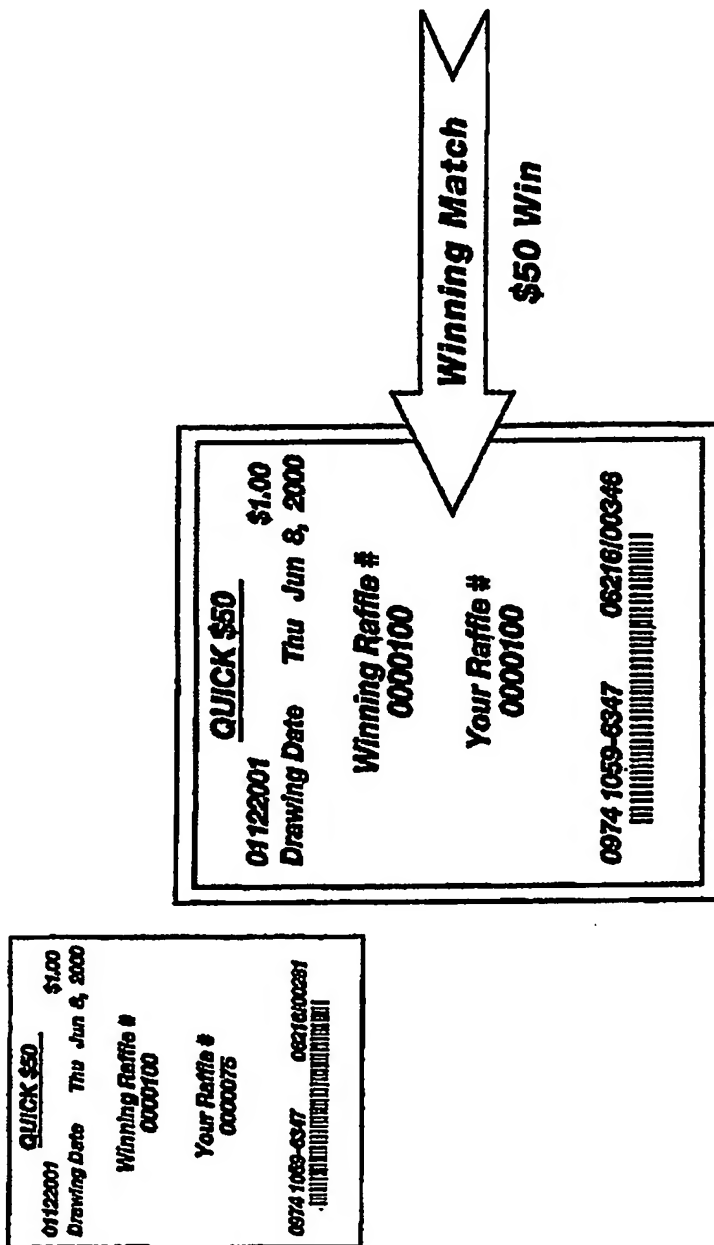 QUICK $50
01122001 $1.00
Drawing Date Thu Jun 8, 2000
Winning Raffle #
0000100
Your Raffle #
0000075
0974 1069-6347 06216/00281
QUICK $50
01122001 $1.00
Drawing Date Thu Jun 8, 2000
Winning Raffle #
0000100
Your Raffle #
0000100
0974 1059-6347 06216/00346
Winning Match
$50 Win